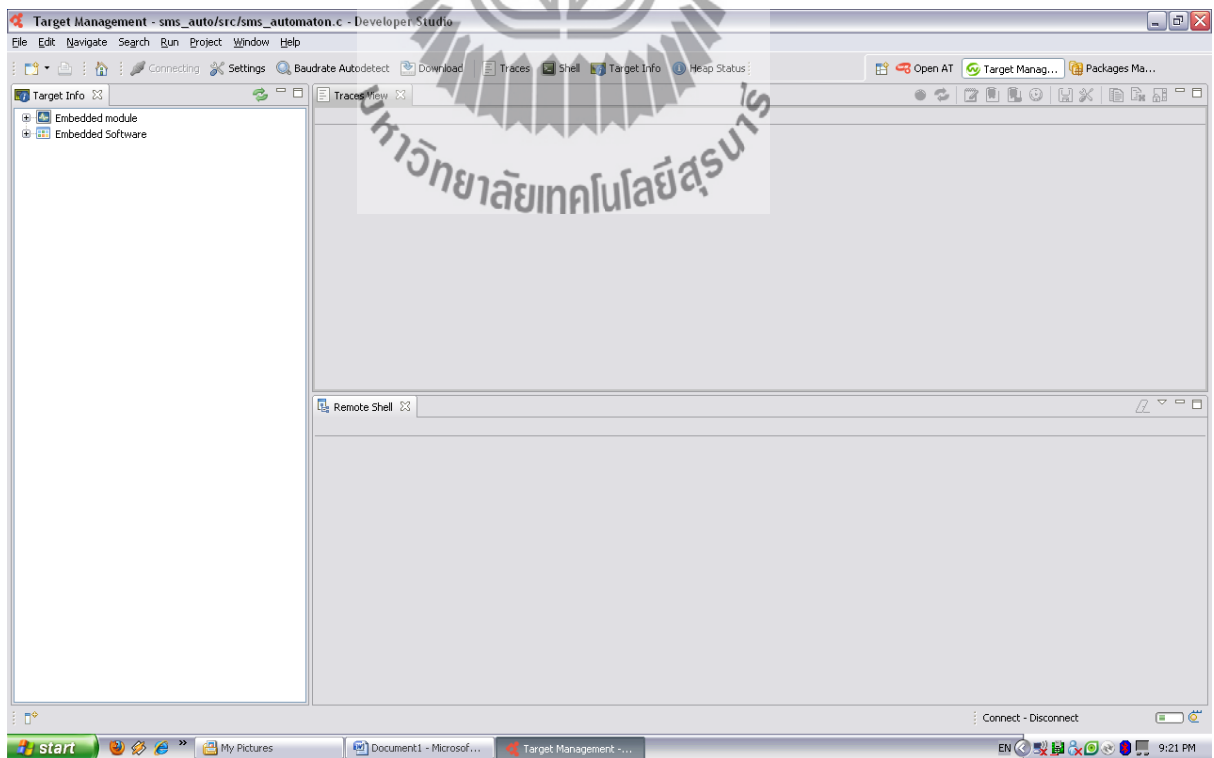 Target Management - sms_auto/src/sms_automaton.c - Developer Studio
File Edit Navigate Search Run Project Window Help
Connecting Settings Baudrate Autodetect Download Traces Shell Target Info Heap Status Open AT Target Manag... Packages Ma...
Target Info
Traces View
Embedded module
Embedded Software
มหาวิทยาลัยเทคโนโลยีสุรนารี
Remote Shell
Connect - Disconnect
start My Pictures Document1 - Microsof... Target Management -... EN 9:21 PM